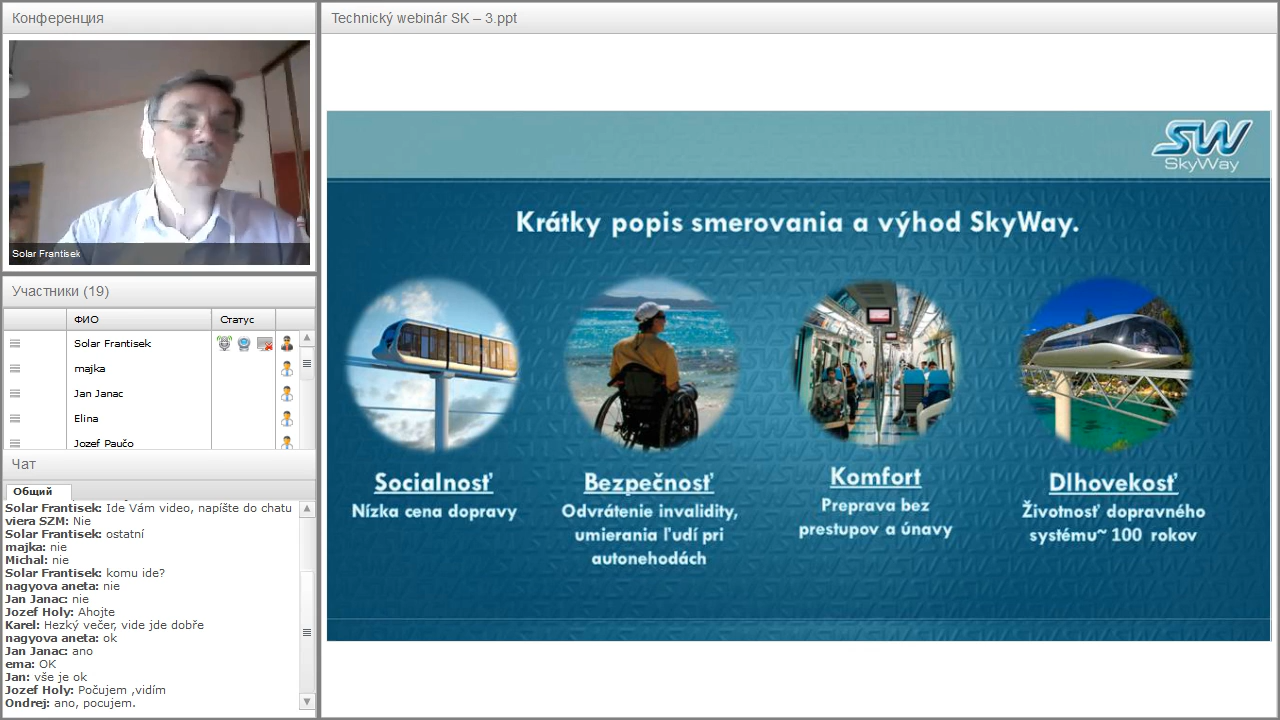 Конференция
Solar Frantisek
Участники (19)
ФИО
Статус
Solar Frantisek
majka
Jan Janac
Elina
Jozef Paučo
Чат
Общий
Solar Frantisek: Ide Vám video, napíšte do chatu
viera SZM: Nie
Solar Frantisek: ostatní
majka: nie
Michal: nie
Solar Frantisek: komu ide?
nagyova aneta: nie
Jan Janac: nie
Jozef Holy: Ahojte
Karel: Hezký večer, vide jde dobře
nagyova aneta: ok
Jan Janac: ano
ema: OK
Jan: vše je ok
Jozef Holy: Počujem ,vidím
Ondrej: ano, pocujem.
Technický webinár SK – 3.ppt
SW
SkyWay
Krátky popis smerovania a výhod SkyWay.
Socialnosť
Nízka cena dopravy
Bezpečnosť
Odvrátenie invalidity,
umierania ľudí pri
autonehodách
Komfort
Preprava bez
prestupov a únavy
Dlhovekosť
Životnosť dopravného
systému~ 100 rokov